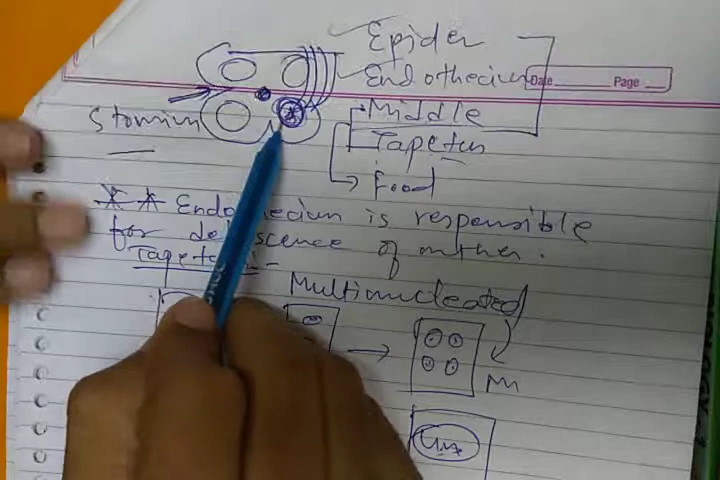 Epider
Endothecium
Date Page
Middle
Stomium
Tapetum
Food
** Endothecium is responsible
for dehiscence of anther.
Tapetum :-
Multinucleated